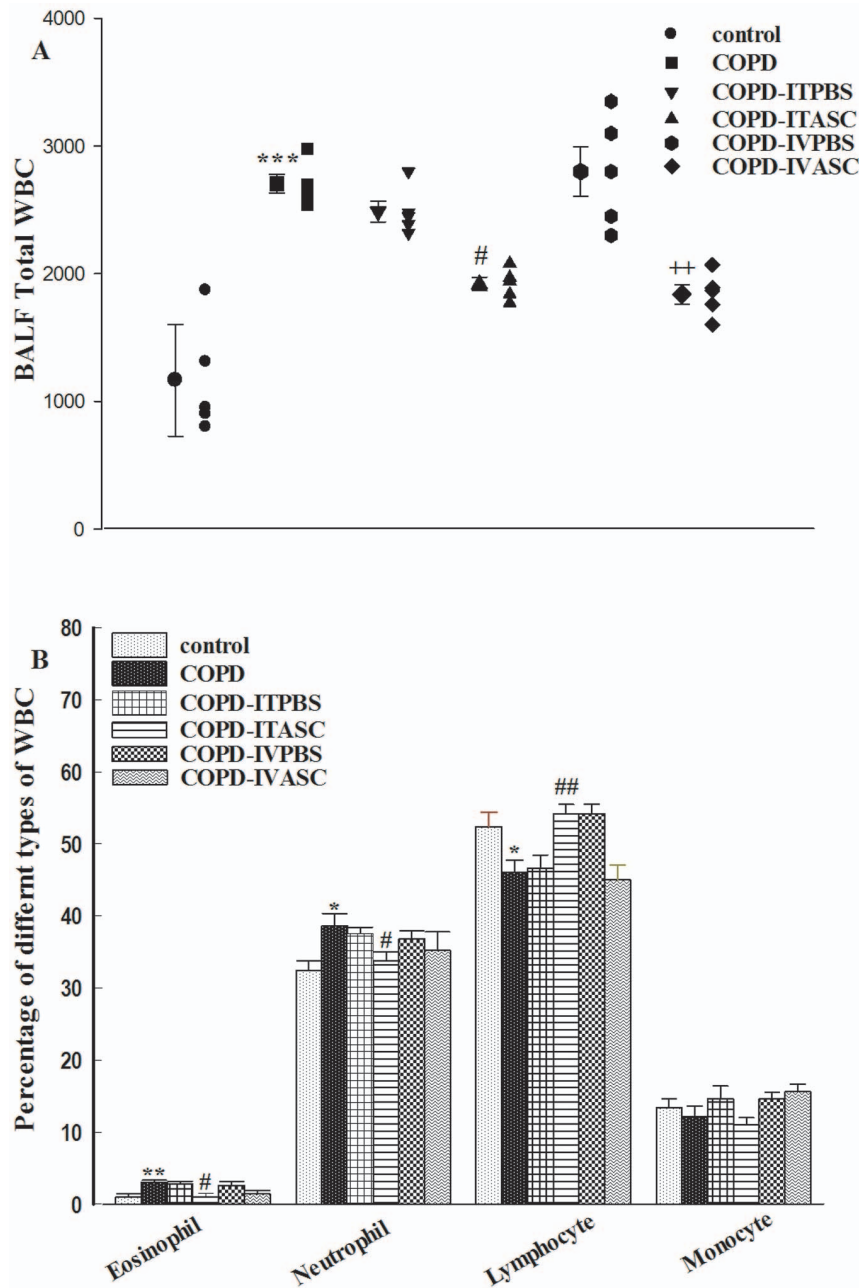 4000
A
control
COPD
COPD-ITPBS
COPD-ITASC
COPD-IVPBS
COPD-IVASC
3000
***
2000
#
++
1000
0
BALF Total WBC
80
B
control
COPD
COPD-ITPBS
COPD-ITASC
COPD-IVPBS
COPD-IVASC
70
60
50
40
30
20
10
0
Percentage of differnt types of WBC
**
#
*
#
*
##
Eosinophil
Neutrophil
Lymphocyte
Monocyte